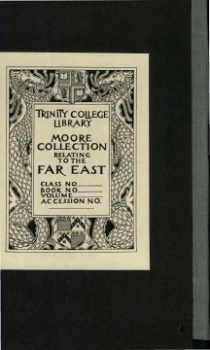 TRINITY COLLEGE
LIBRARY
MOORE
COLLECTION
RELATING
TO THE
FAR EAST
CLASS NO.
BOOK NO.
VOLUME
ACCESSION NO.